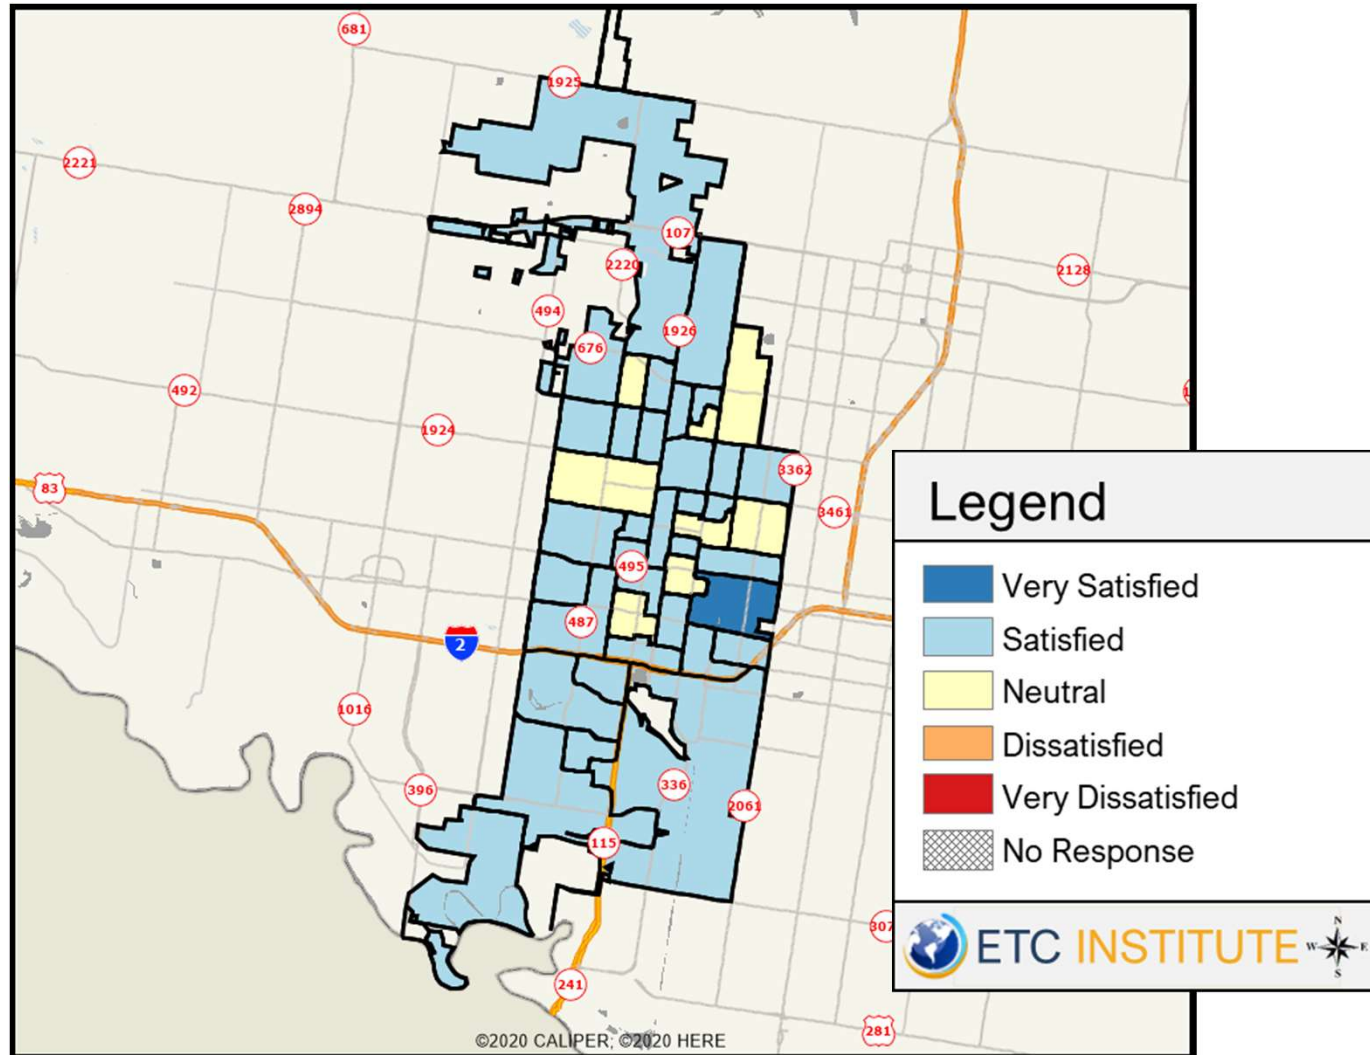 681
1925
2221
2894
107
2220
2128
494
1926
676
492
1924
3362
83
3461
495
487
2
1016
336
396
2061
115
307
241
281
©2020 CALIPER; ©2020 HERE
Legend
Very Satisfied
Satisfied
Neutral
Dissatisfied
Very Dissatisfied
No Response
ETC INSTITUTE
N
W E
S